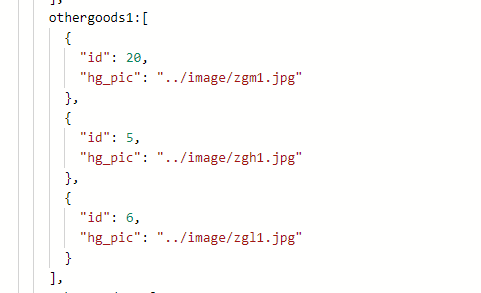 othergoods1:[
{
"id": 20,
"hg_pic": "../image/zgm1.jpg"
},
{
"id": 5,
"hg_pic": "../image/zgh1.jpg"
},
{
"id": 6,
"hg_pic": "../image/zgl1.jpg"
}
],